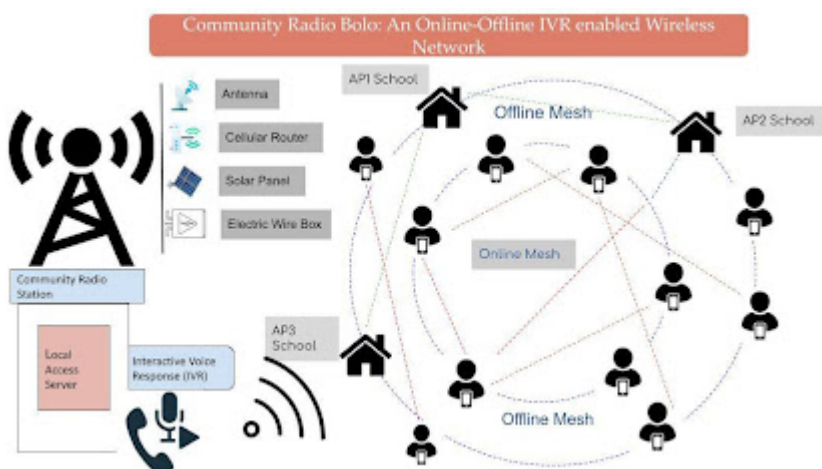 Community Radio Bolo: An Online-Offline IVR enabled Wireless
Network
Antenna
Cellular Router
Solar Panel
Electric Wire Box
Community Radio
Station
Local
Access
Server
Interactive Voice
Response (IVR)
AP1 School
Offline Mesh
AP2 School
Online Mesh
AP3
School
Offline Mesh